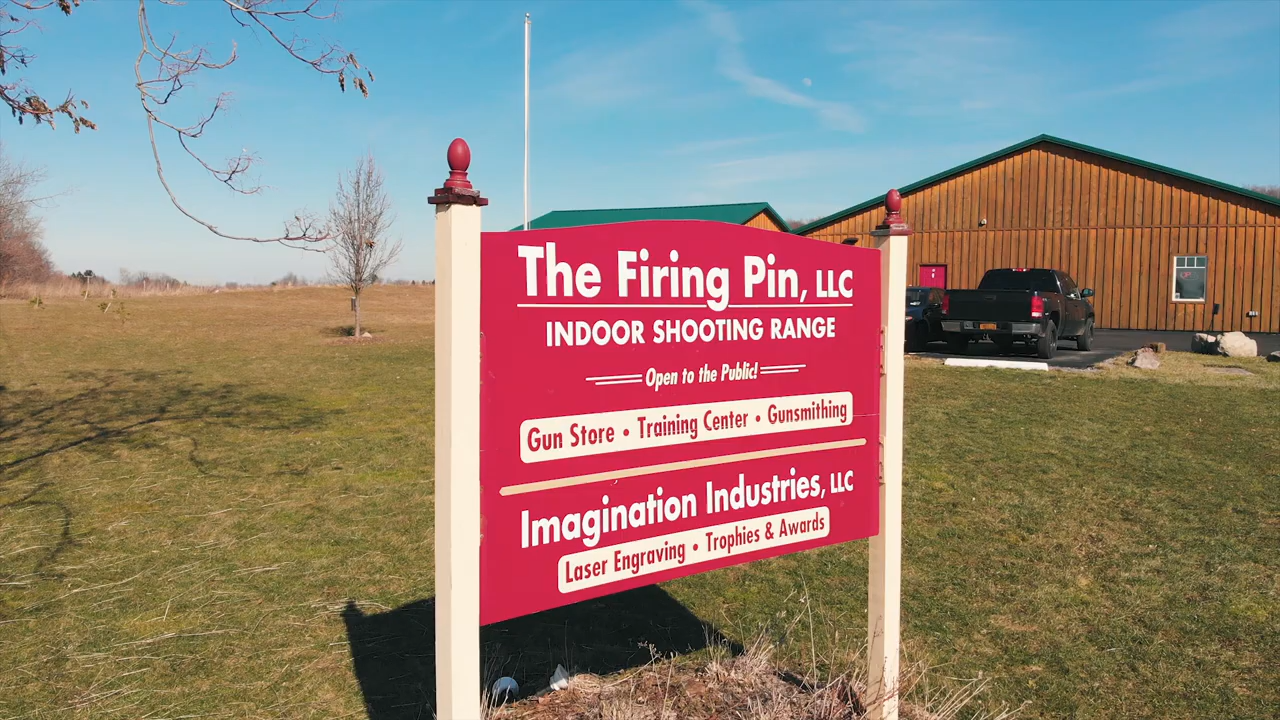 The Firing Pin, LLC
INDOOR SHOOTING RANGE
Open to the Public!
Gun Store • Training Center • Gunsmithing
Imagination Industries, LLC
Laser Engraving • Trophies & Awards